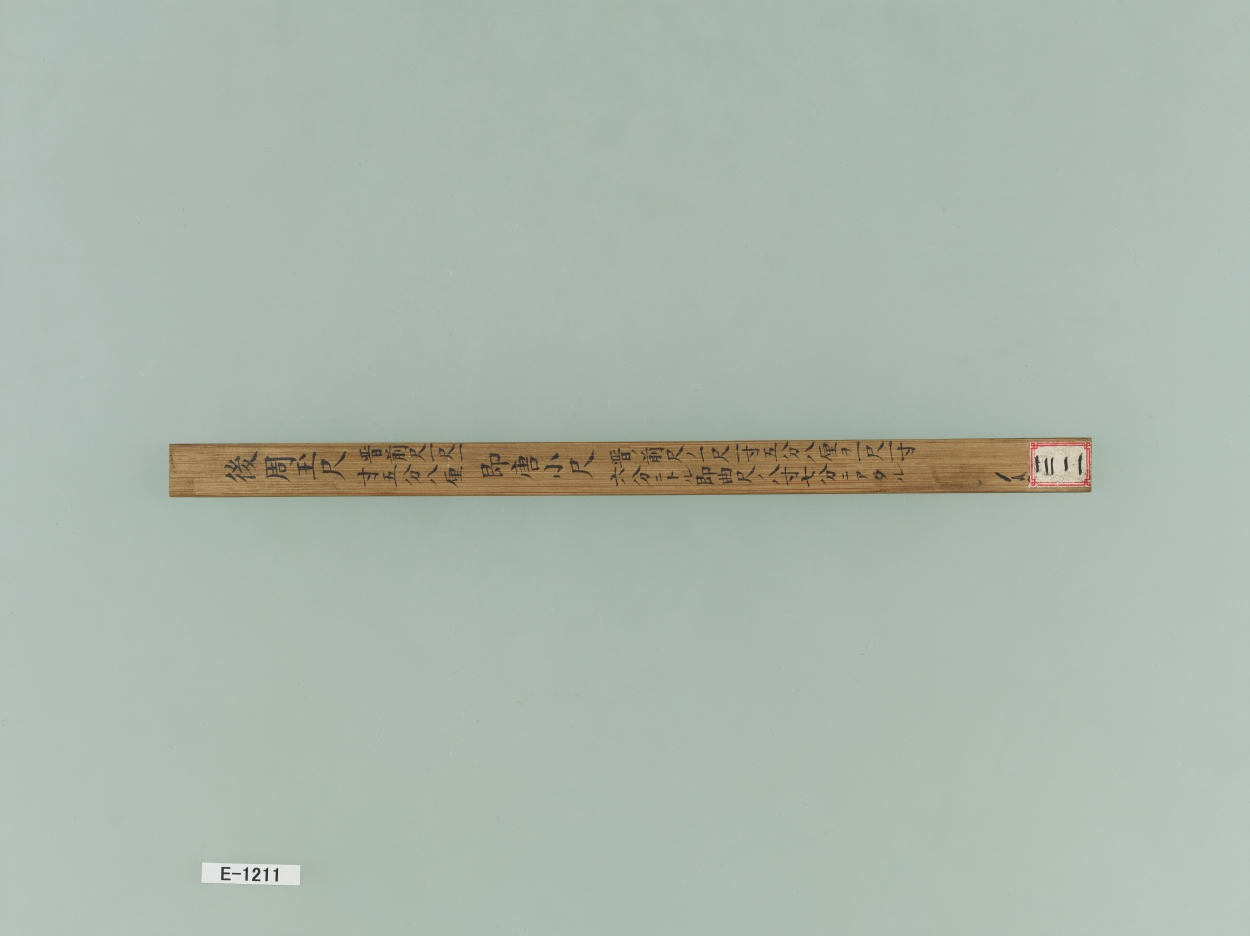 後周玉尺
晋前尺一尺一
寸五分八厘
即唐小尺
晋前尺ノ一尺一寸五分八厘ヲ一尺一寸
六分ニトル即曲尺ノ八寸七分ニアタル
三二
E-1211